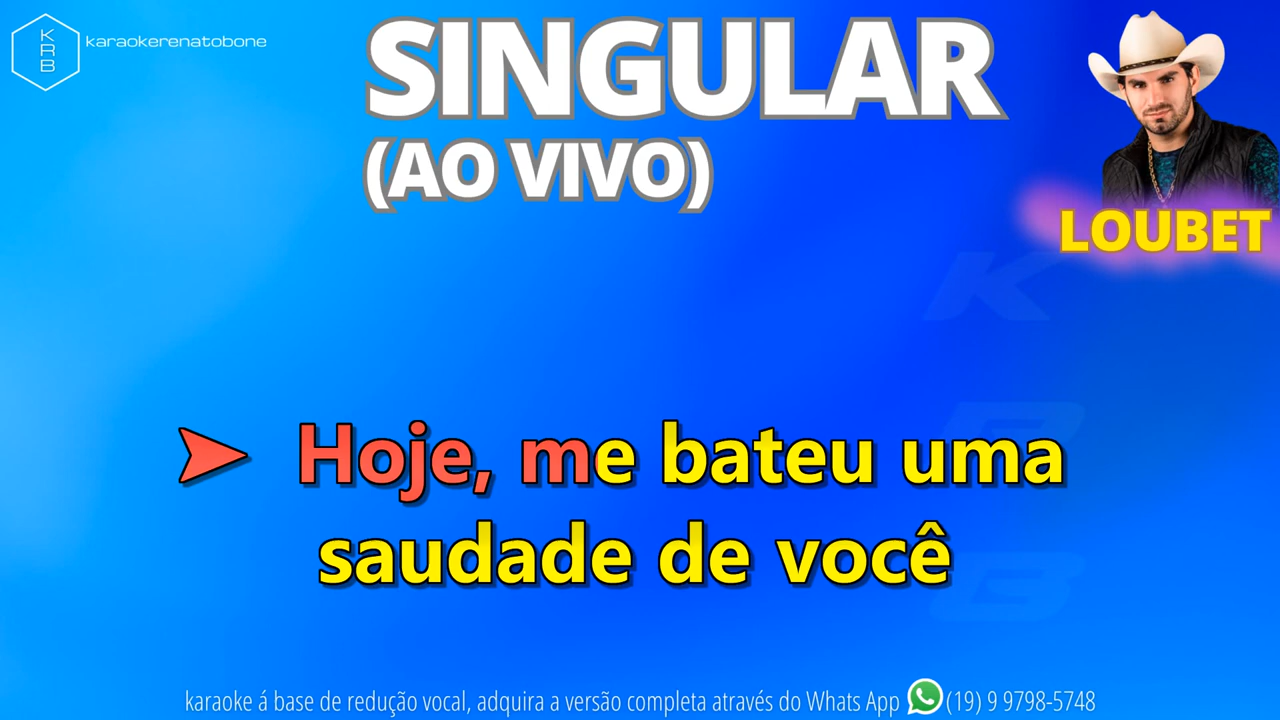 KRB
karaokerenatobone
SINGULAR
(AO VIVO)
LOUBET
K
R
B
➤ Hoje, me bateu uma
saudade de você
karaoke á base de redução vocal, adquira a versão completa através do Whats App (19) 9 9798-5748